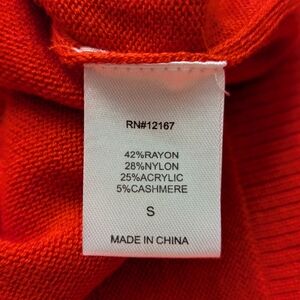 RN#12167
42%RAYON
28%NYLON
25%ACRYLIC
5%CASHMERE
S
MADE IN CHINA